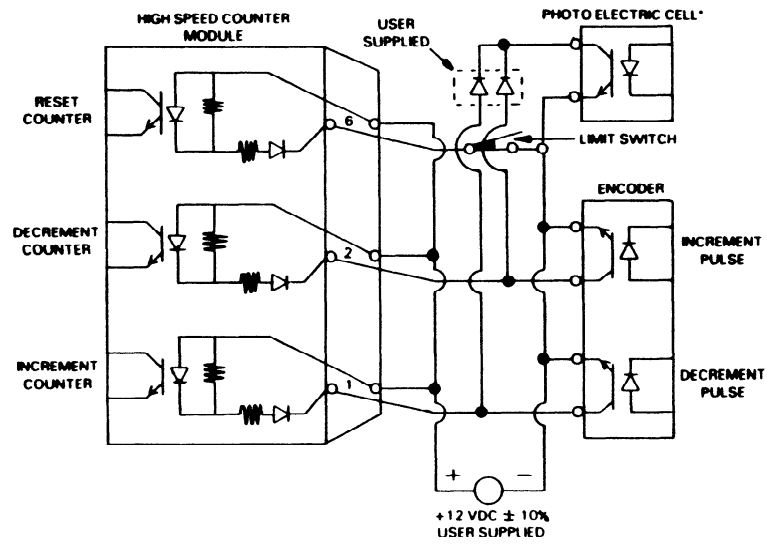 HIGH SPEED COUNTER
MODULE
USER
SUPPLIED
PHOTO ELECTRIC CELL*
RESET
COUNTER
6
LIMIT SWITCH
ENCODER
DECREMENT
COUNTER
2
INCREMENT
PULSE
INCREMENT
COUNTER
1
DECREMENT
PULSE
+ −
+12 VDC ± 10%
USER SUPPLIED